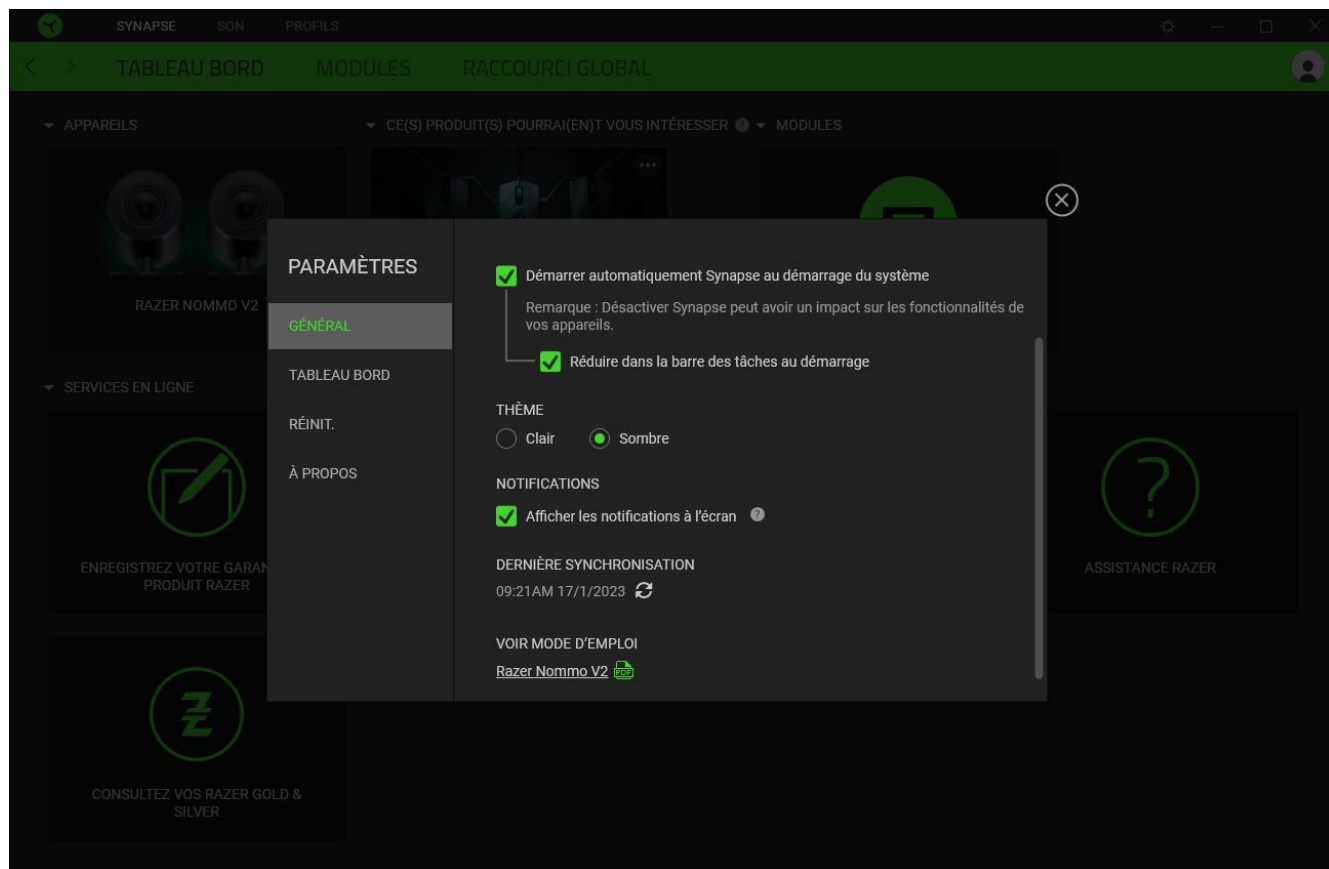 SYNAPSE
SON
PROFILS
TABLEAU BORD
MODULES
RACCOURCI GLOBAL
APPAREILS
CE(S) PRODUIT(S) POURRAI(EN)T VOUS INTÉRESSER
MODULES
RAZER NOMMO V2
SERVICES EN LIGNE
ENREGISTREZ VOTRE
PRODUIT RAZER
CONSULTEZ VOS RAZER GOLD &
SILVER
ASSISTANCE RAZER
PARAMÈTRES
GÉNÉRAL
TABLEAU BORD
RÉINIT.
À PROPOS
Démarrer automatiquement Synapse au démarrage du système
Remarque : Désactiver Synapse peut avoir un impact sur les fonctionnalités de
vos appareils.
Réduire dans la barre des tâches au démarrage
THÈME
Clair
Sombre
NOTIFICATIONS
Afficher les notifications à l’écran ?
DERNIÈRE SYNCHRONISATION
09:21AM 17/1/2023
VOIR MODE D’EMPLOI
Razer Nommo V2 PDF